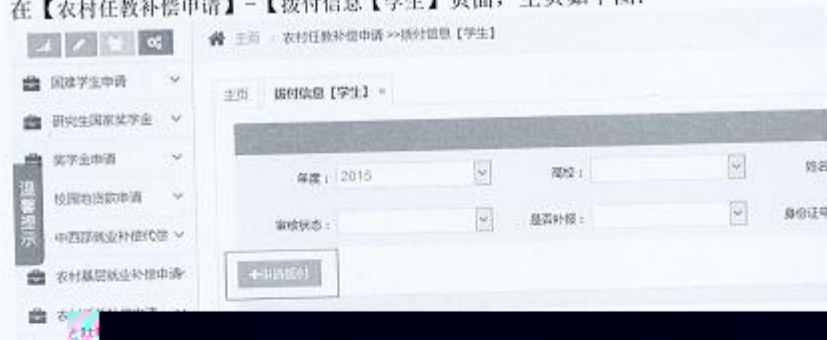 在【农村任教补偿申请】-【拨付信息【学生】页面，主页如下图:
主页 农村任教补偿申请 >>拨付信息【学生】
困难学生申请
主页 拨付信息【学生】 ×
研究生国家奖学金
奖学金申请
年度： 2015 高校： 姓名
温馨提示
校园地贷款申请
审核状态： 是否补报： 身份证号
中西部就业补偿代偿
农村基层就业补偿申请
+申请拨付